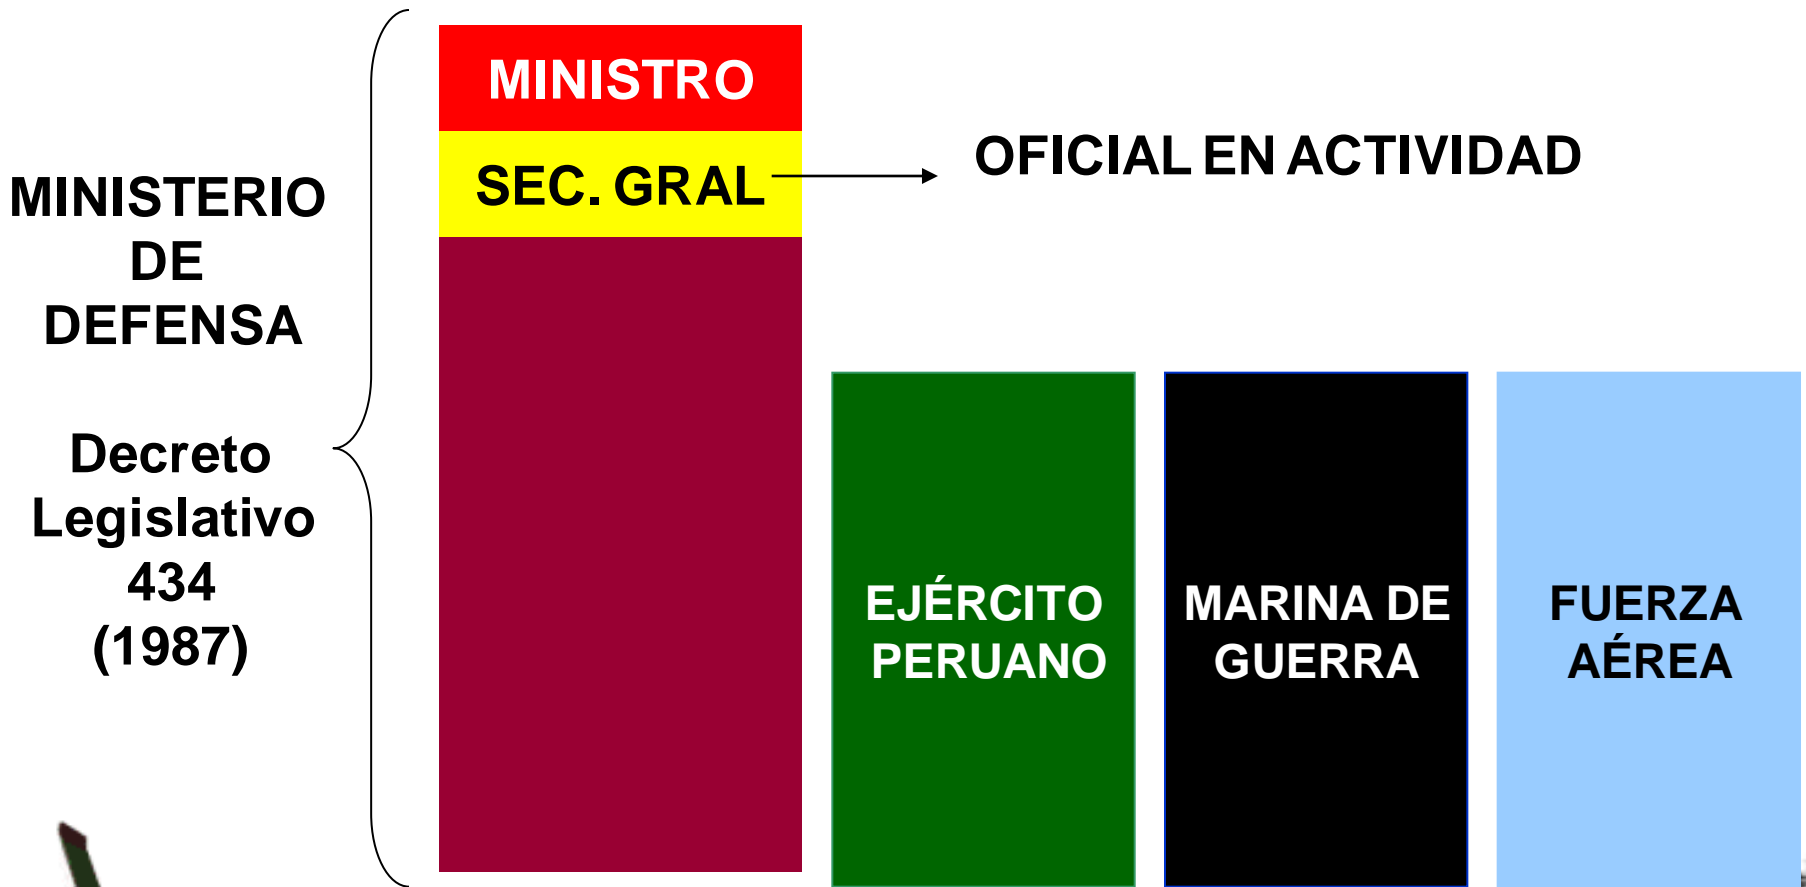 MINISTERIO
DE
DEFENSA
Decreto
Legislativo
434
(1987)
MINISTRO
SEC. GRAL
OFICIAL EN ACTIVIDAD
EJÉRCITO
PERUANO
MARINA DE
GUERRA
FUERZA
AÉREA